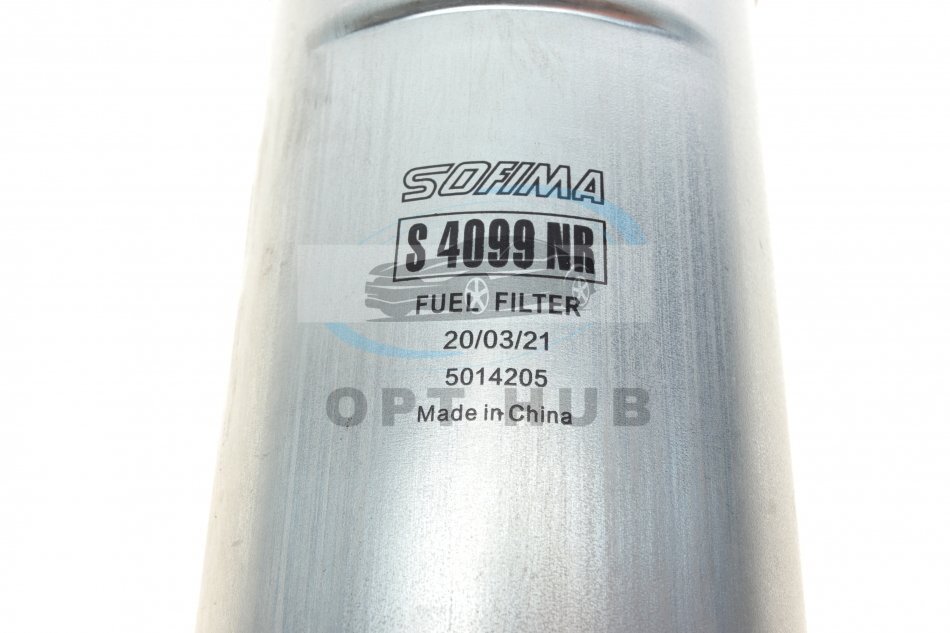 SOFIMA
S 4099 NR
FUEL FILTER
20/03/21
5014205
OPT HUB
Made in China